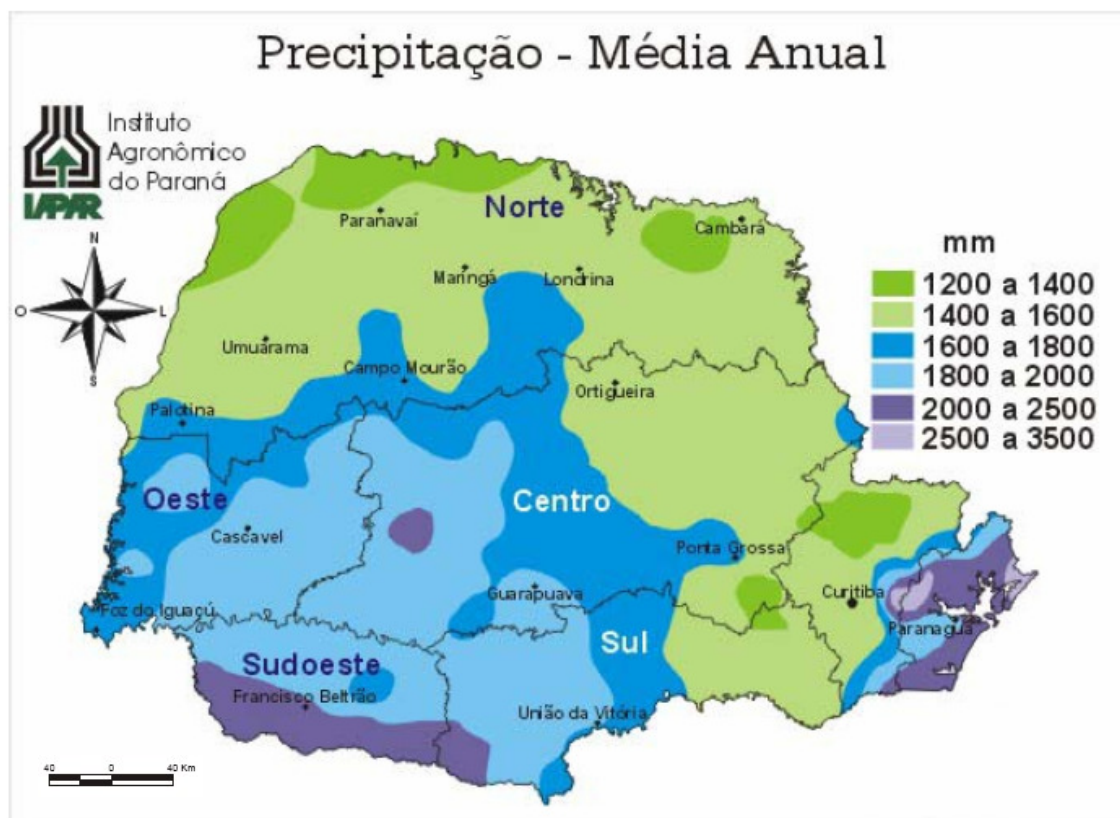 Precipitação - Média Anual
Instituto
Agronômico
do Paraná
IAPAR
N
O
L
S
Paranavaí
Norte
Cambará
Maringá
Londrina
Umuarama
Campo Mourão
Ortigueira
Palotina
Oeste
Centro
Cascavel
Ponta Grossa
Guarapuava
Curitiba
Foz do Iguaçú
Sul
Paranaguá
Sudoeste
Francisco Beltrão
União da Vitória
mm
1200 a 1400
1400 a 1600
1600 a 1800
1800 a 2000
2000 a 2500
2500 a 3500
40 0 40 Km